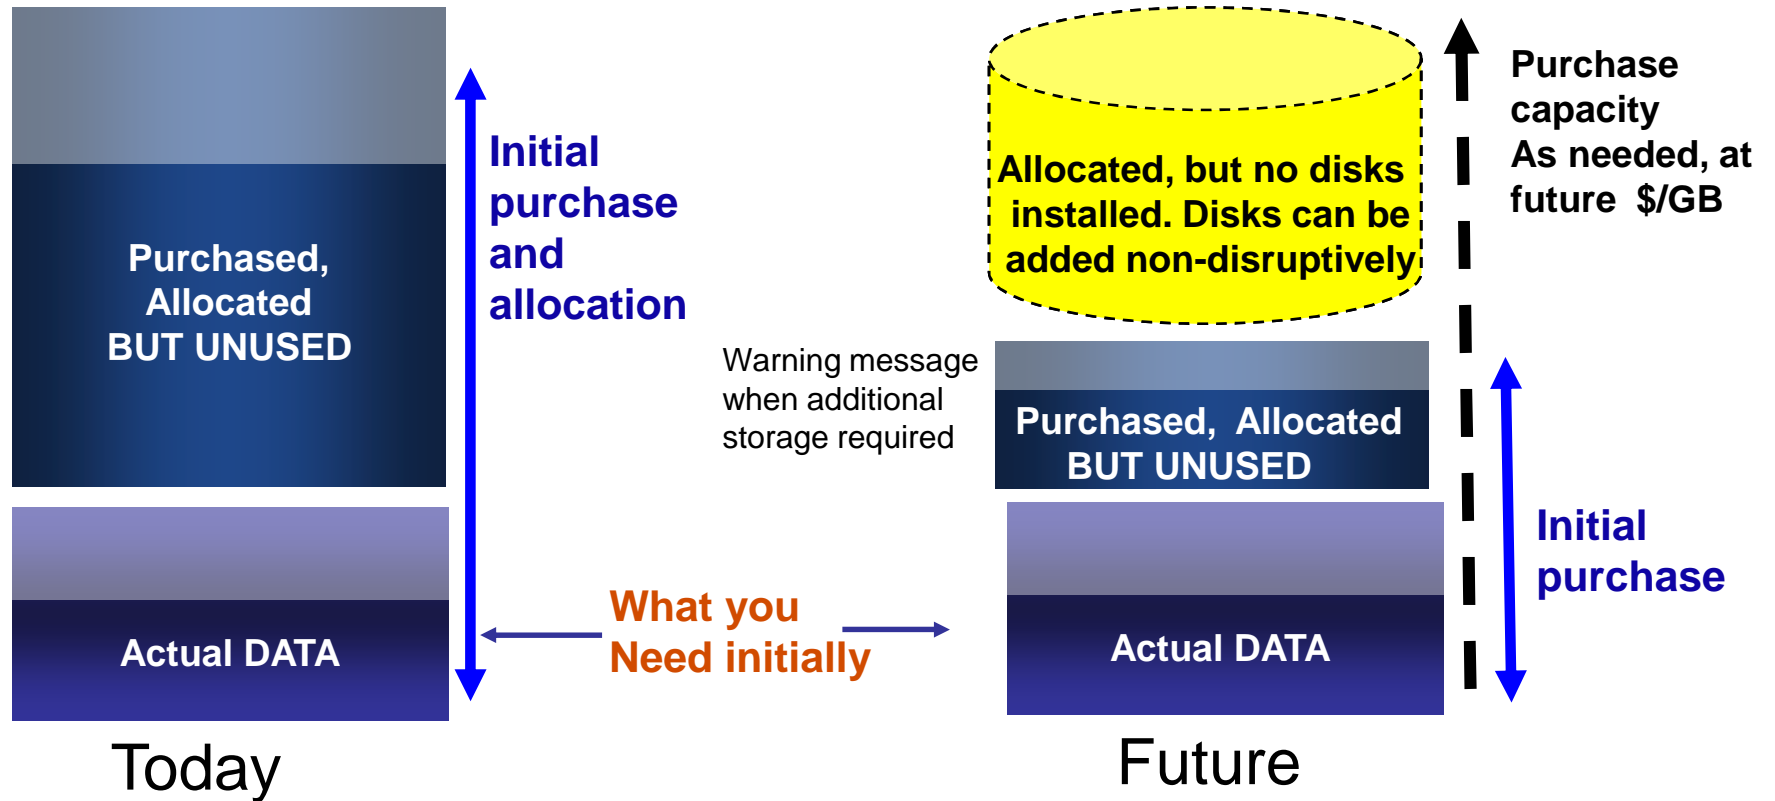 Purchased,
Allocated
BUT UNUSED
Actual DATA
Today
Initial
purchase
and
allocation
What you
Need initially
Warning message
when additional
storage required
Allocated, but no disks
installed. Disks can be
added non-disruptively
Purchased, Allocated
BUT UNUSED
Actual DATA
Future
Purchase
capacity
As needed, at
future $/GB
Initial
purchase